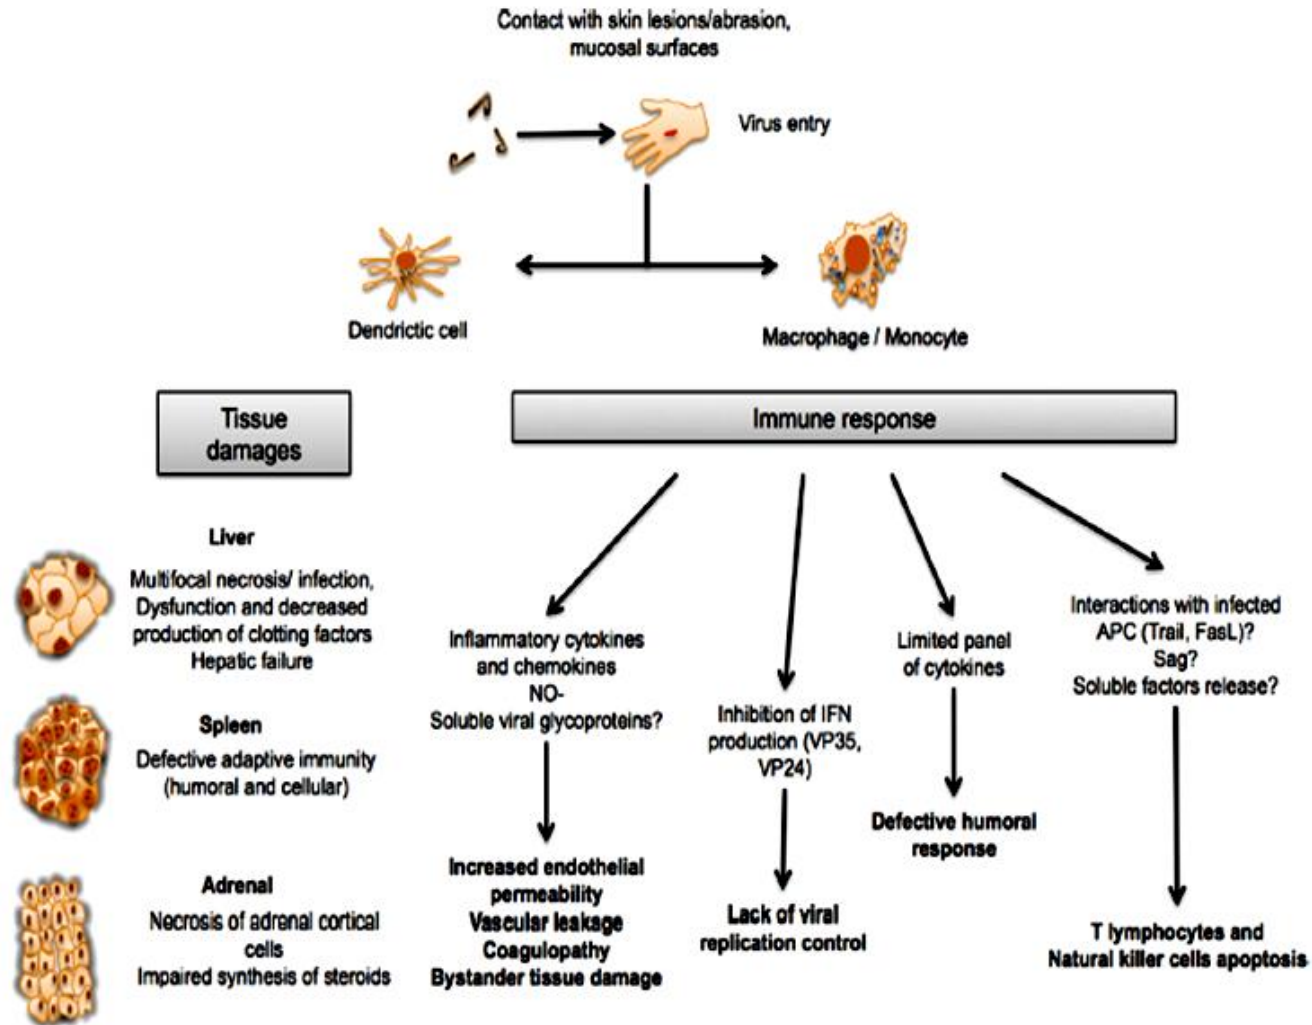 Contact with skin lesions/abrasion,
mucosal surfaces
Virus entry
Dendrictic cell
Macrophage / Monocyte
Tissue
damages
Immune response
Liver
Multifocal necrosis/ infection,
Dysfunction and decreased
production of clotting factors
Hepatic failure
Spleen
Defective adaptive immunity
(humoral and cellular)
Adrenal
Necrosis of adrenal cortical
cells
Impaired synthesis of steroids
Inflammatory cytokines
and chemokines
NO-
Soluble viral glycoproteins?
Increased endothelial
permeability
Vascular leakage
Coagulopathy
Bystander tissue damage
Inhibition of IFN
production (VP35,
VP24)
Lack of viral
replication control
Limited panel
of cytokines
Defective humoral
response
Interactions with infected
APC (Trail, FasL)?
Sag?
Soluble factors release?
T lymphocytes and
Natural killer cells apoptosis